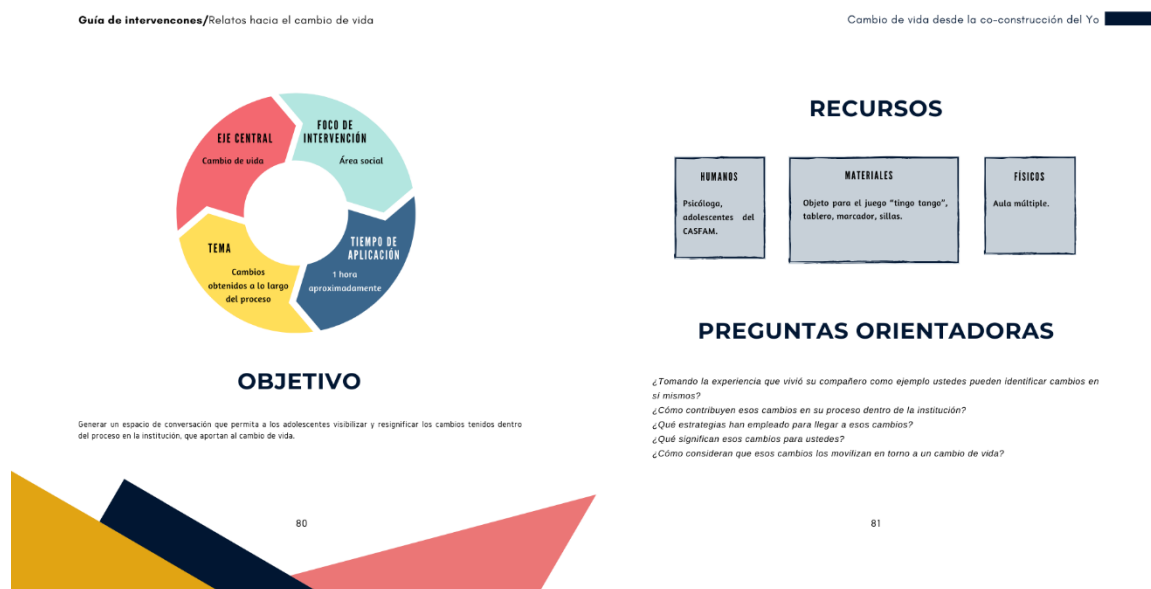 Guía de intervencones/Relatos hacia el cambio de vida
EJE CENTRAL
Cambio de vida
FOCO DE
INTERVENCIÓN
Área social
TEMA
Cambios
obtenidos a lo largo
del proceso
TIEMPO DE
APLICACIÓN
1 hora
aproximadamente
OBJETIVO
Generar un espacio de conversación que permita a los adolescentes visibilizar y resignificar los cambios tenidos dentro
del proceso en la institución, que aportan al cambio de vida.
80
Cambio de vida desde la co-construcción del Yo
RECURSOS
HUMANOS
Psicóloga,
adolescentes del
CASFAM.
MATERIALES
Objeto para el juego “tingo tango”,
tablero, marcador, sillas.
FÍSICOS
Aula múltiple.
PREGUNTAS ORIENTADORAS
¿Tomando la experiencia que vivió su compañero como ejemplo ustedes pueden identificar cambios en
sí mismos?
¿Cómo contribuyen esos cambios en su proceso dentro de la institución?
¿Qué estrategias han empleado para llegar a esos cambios?
¿Qué significan esos cambios para ustedes?
¿Cómo consideran que esos cambios los movilizan en torno a un cambio de vida?
81